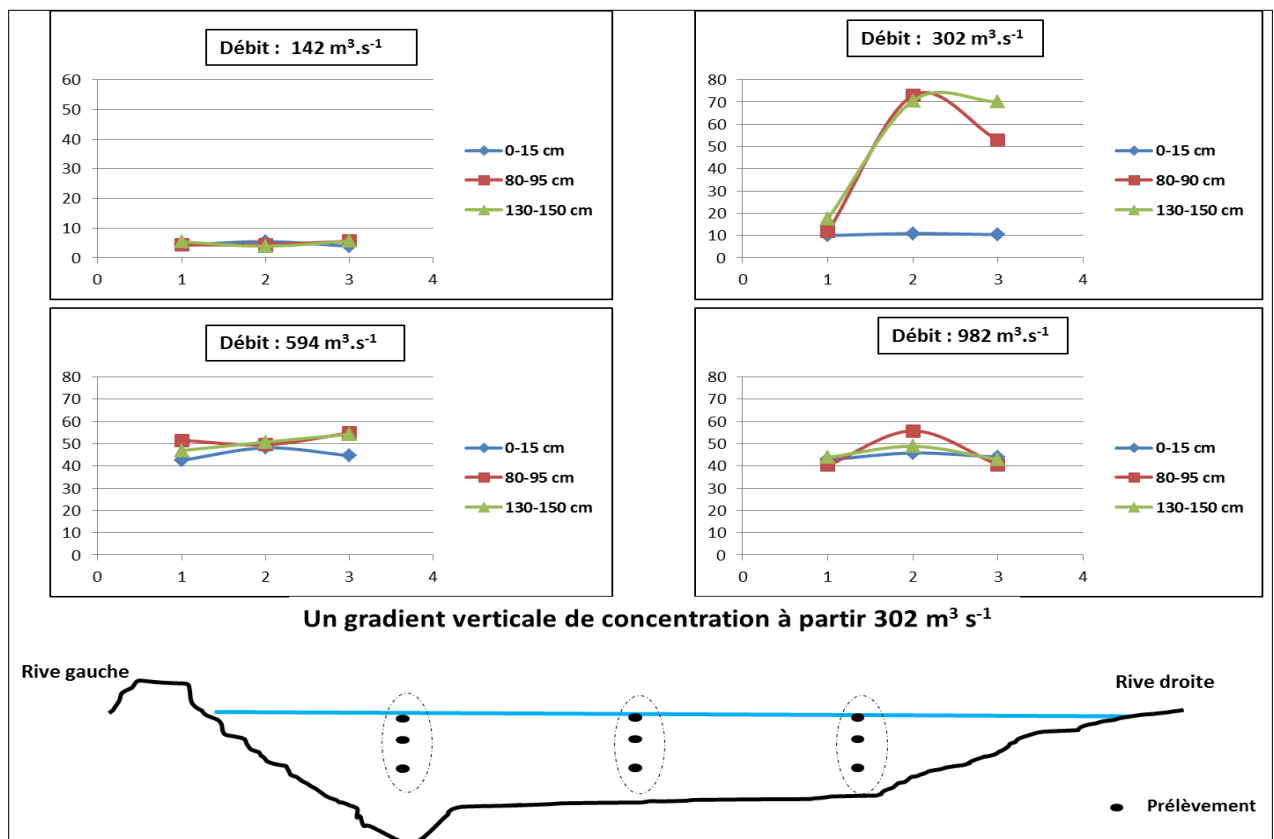 Débit : 142 m³.s⁻¹
60
50
40
30
20
10
0
0 1 2 3 4
0-15 cm
80-95 cm
130-150 cm
Débit : 302 m³.s⁻¹
80
70
60
50
40
30
20
10
0
0 1 2 3 4
0-15 cm
80-90 cm
130-150 cm
Débit : 594 m³.s⁻¹
80
70
60
50
40
30
20
10
0
0 1 2 3 4
0-15 cm
80-95 cm
130-150 cm
Débit : 982 m³.s⁻¹
80
70
60
50
40
30
20
10
0
0 1 2 3 4
0-15 cm
80-95 cm
130-150 cm
Un gradient verticale de concentration à partir 302 m³ s⁻¹
Rive gauche
Rive droite
Prélèvement